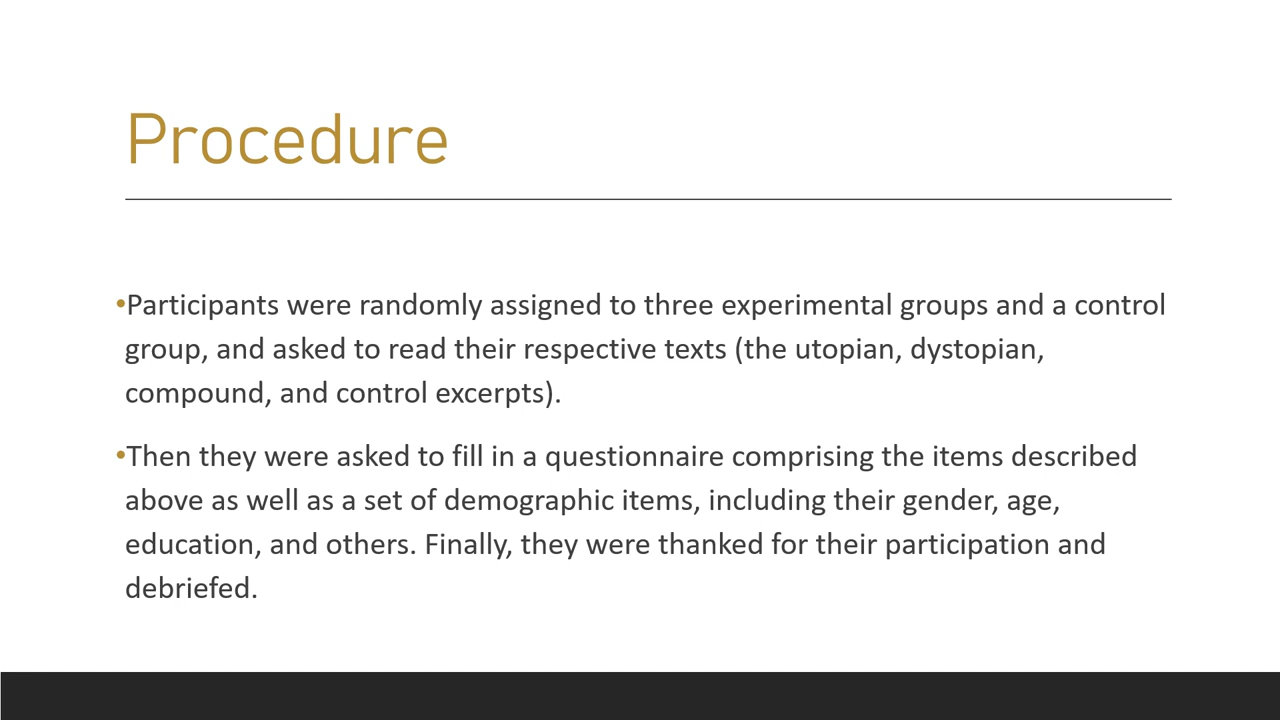 Procedure
•Participants were randomly assigned to three experimental groups and a control
group, and asked to read their respective texts (the utopian, dystopian,
compound, and control excerpts).
•Then they were asked to fill in a questionnaire comprising the items described
above as well as a set of demographic items, including their gender, age,
education, and others. Finally, they were thanked for their participation and
debriefed.